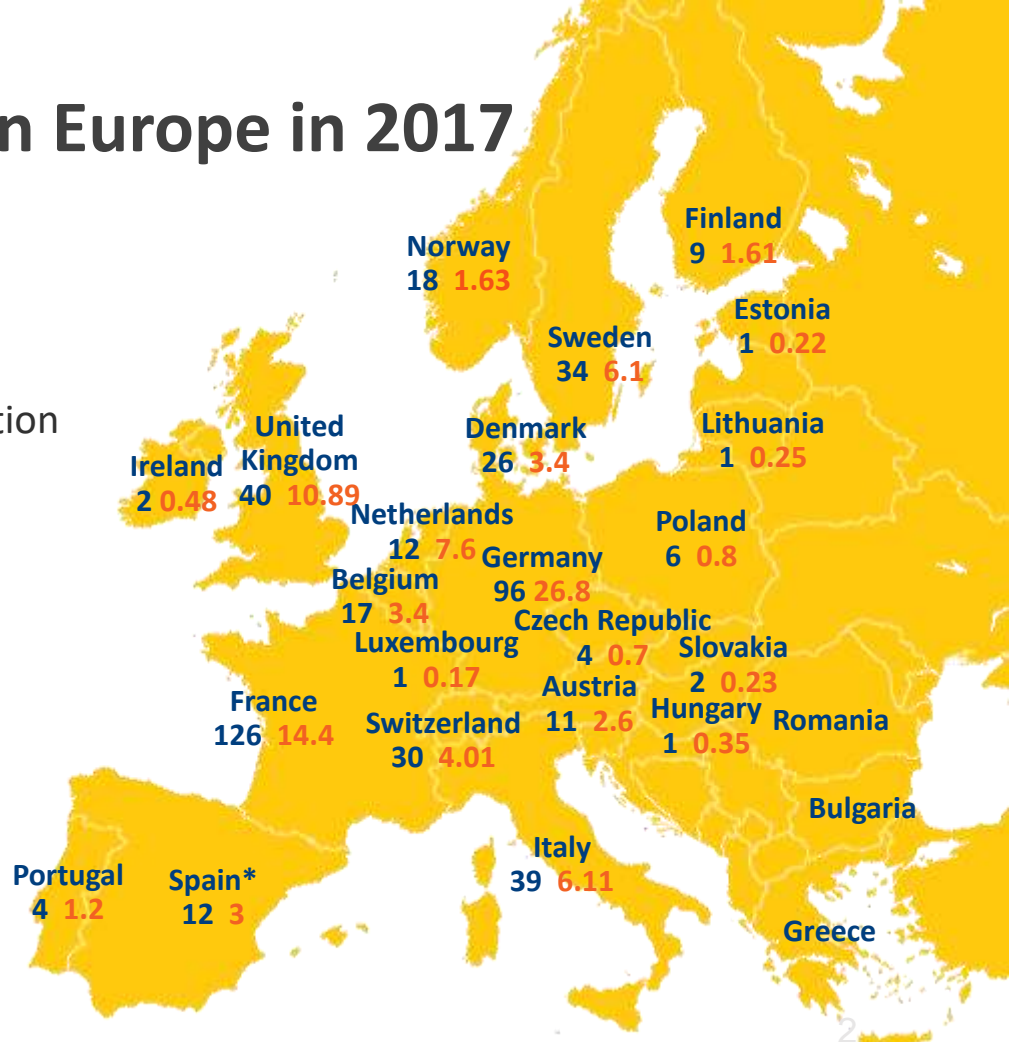 n Europe in 2017
Finland
9 1.61
Norway
18 1.63
Estonia
1 0.22
Sweden
34 6.1
tion
United
Kingdom
40 10.89
Denmark
26 3.4
Lithuania
1 0.25
Ireland
2 0.48
Netherlands
12 7.6
Poland
6 0.8
Germany
96 26.8
Belgium
17 3.4
Czech Republic
4 0.7
Luxembourg
1 0.17
Slovakia
2 0.23
Austria
11 2.6
France
126 14.4
Switzerland
30 4.01
Hungary
1 0.35
Romania
Bulgaria
Italy
39 6.11
Portugal
4 1.2
Spain*
12 3
Greece
2